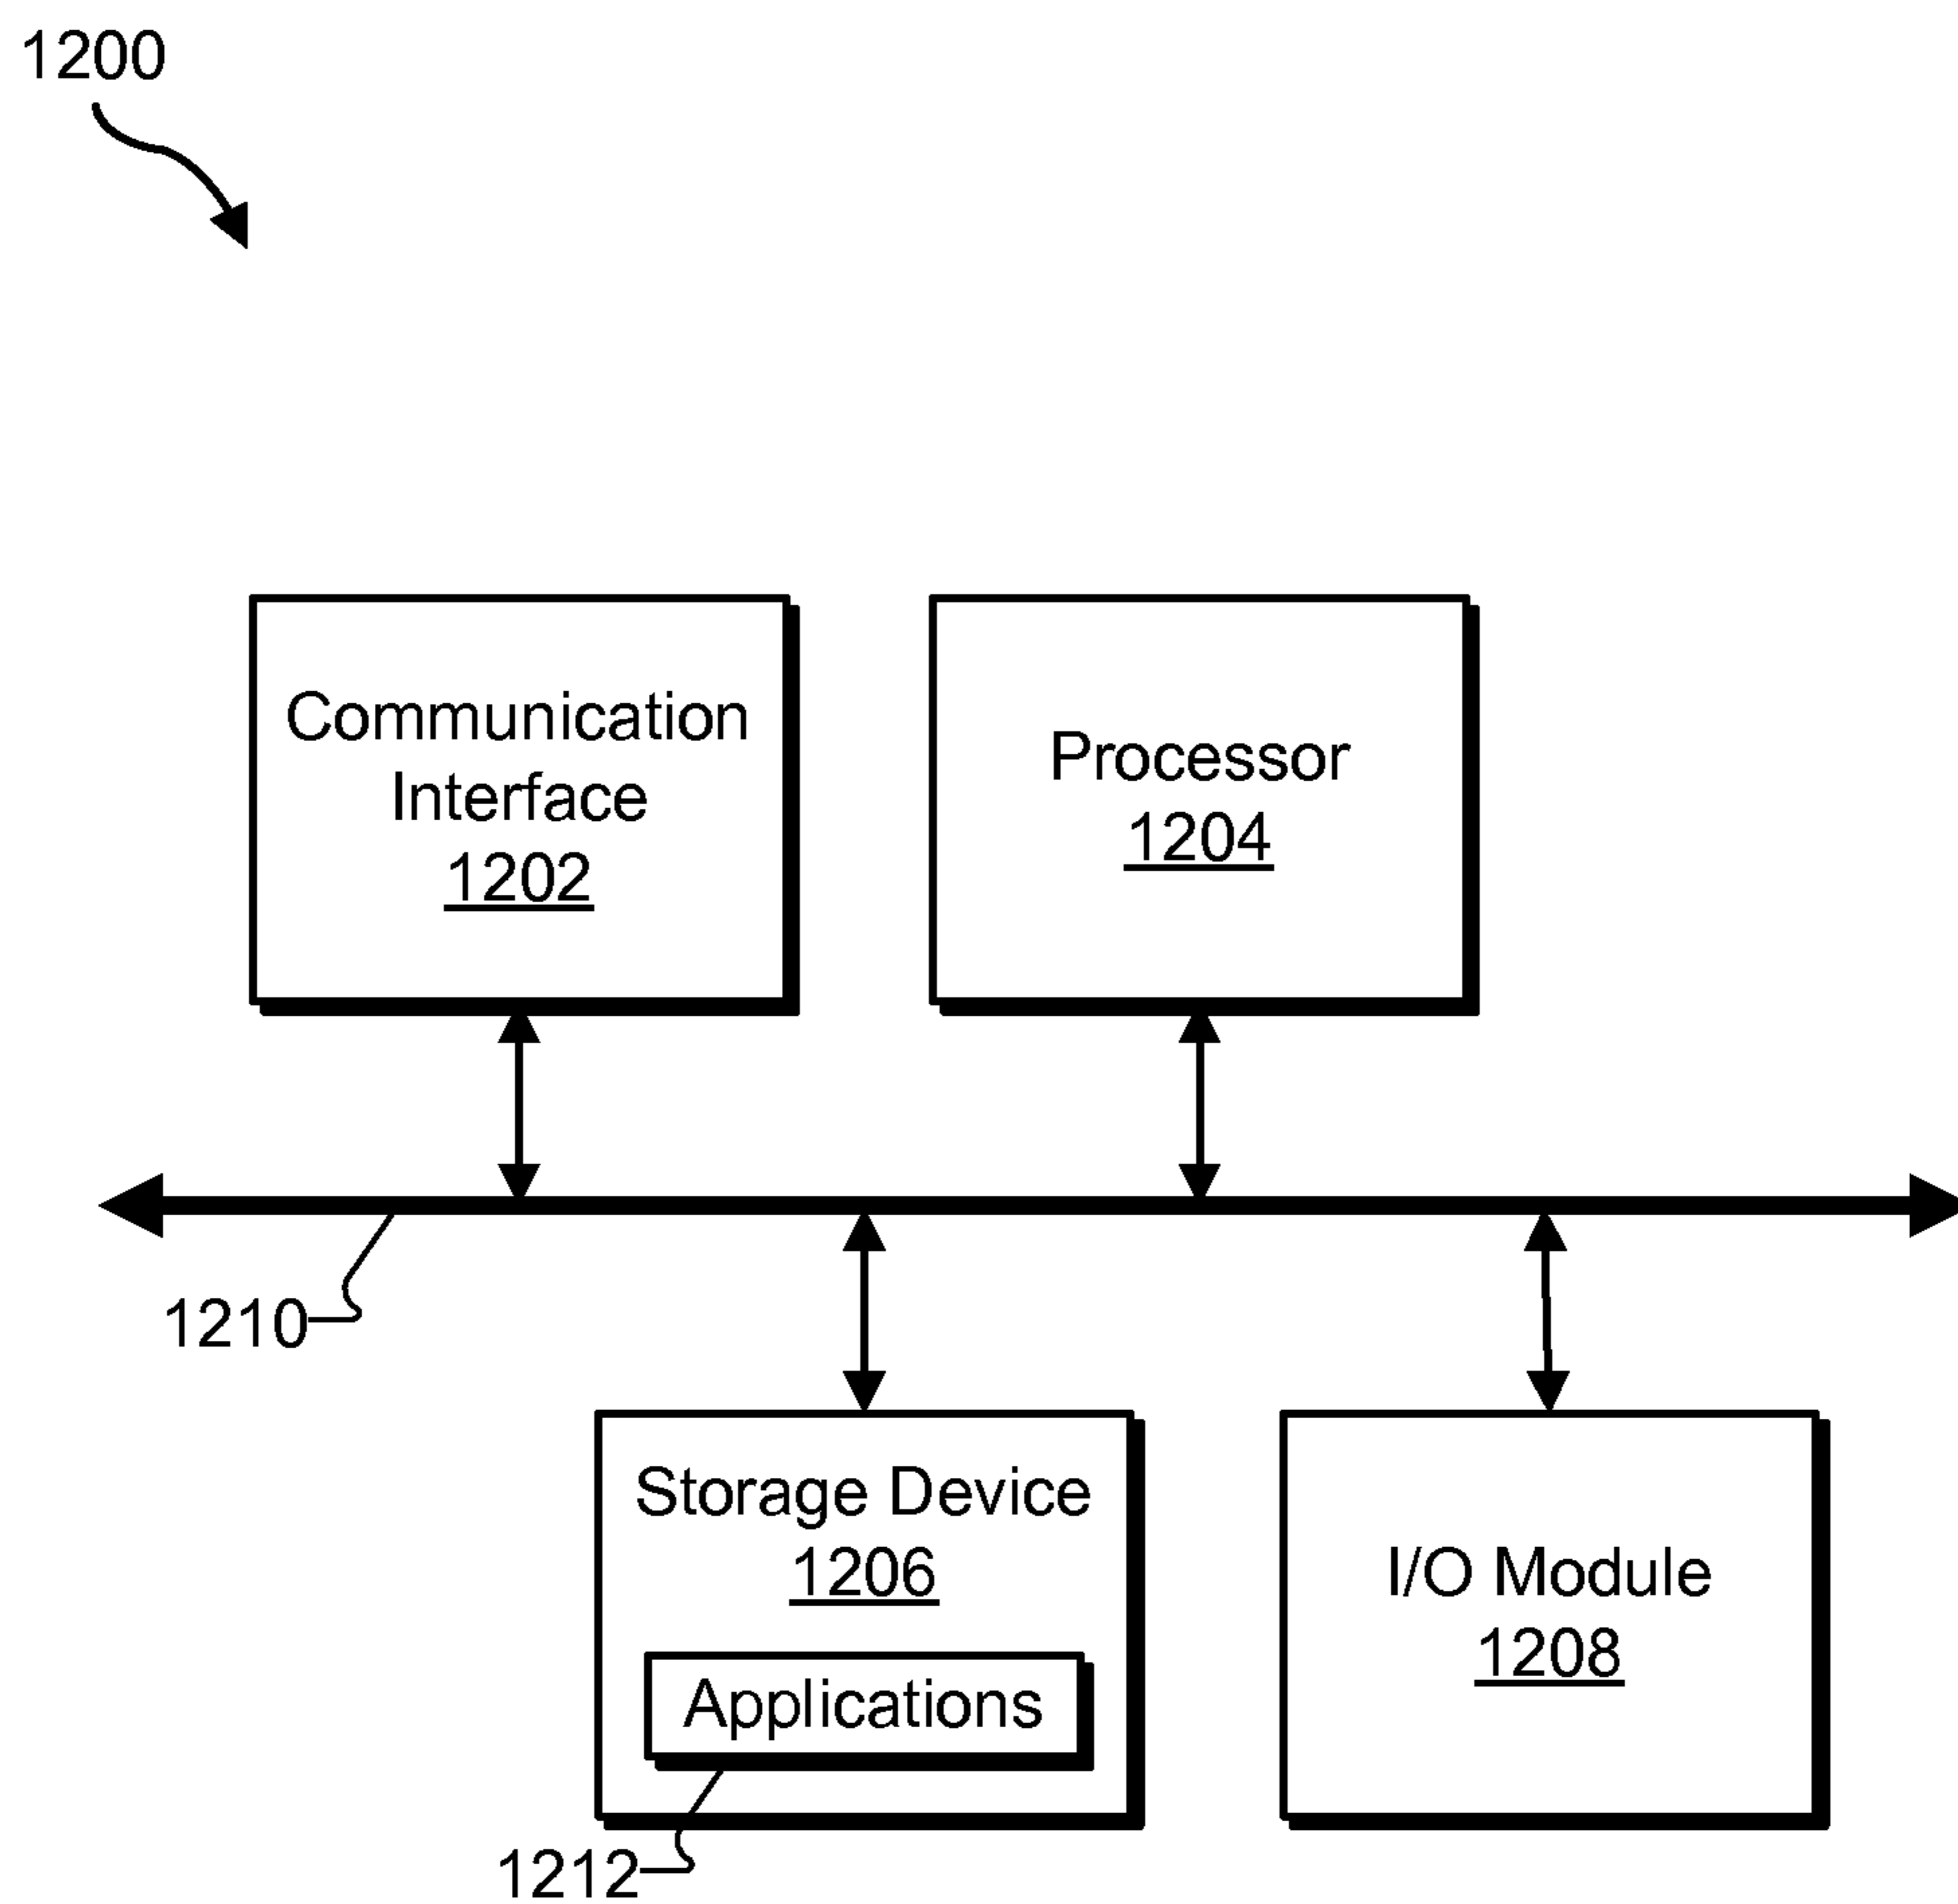 1200
Communication
Interface
1202
Processor
1204
1210
Storage Device
1206
Applications
1212
I/O Module
1208